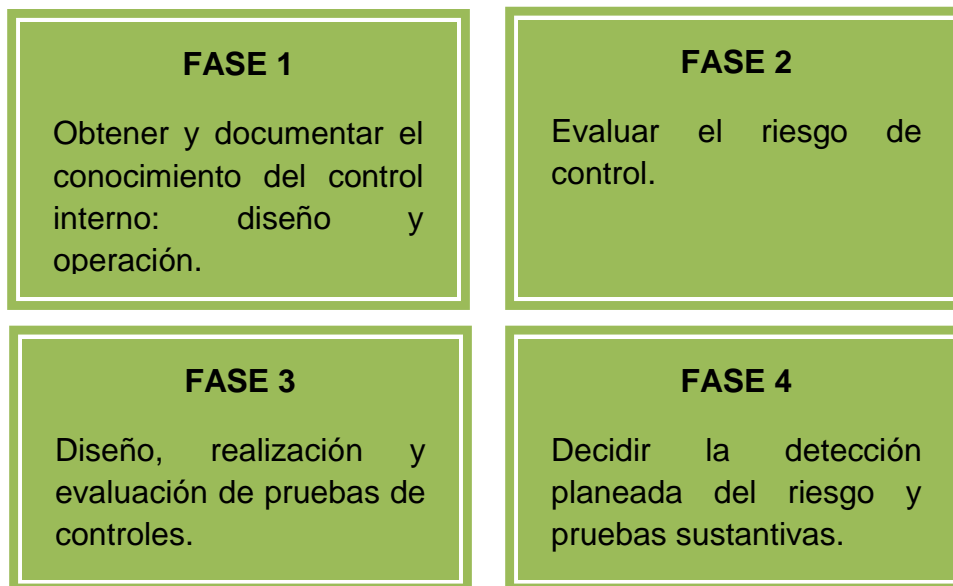 FASE 1
Obtener y documentar el
conocimiento del control
interno: diseño y
operación.
FASE 2
Evaluar el riesgo de
control.
FASE 3
Diseño, realización y
evaluación de pruebas de
controles.
FASE 4
Decidir la detección
planeada del riesgo y
pruebas sustantivas.